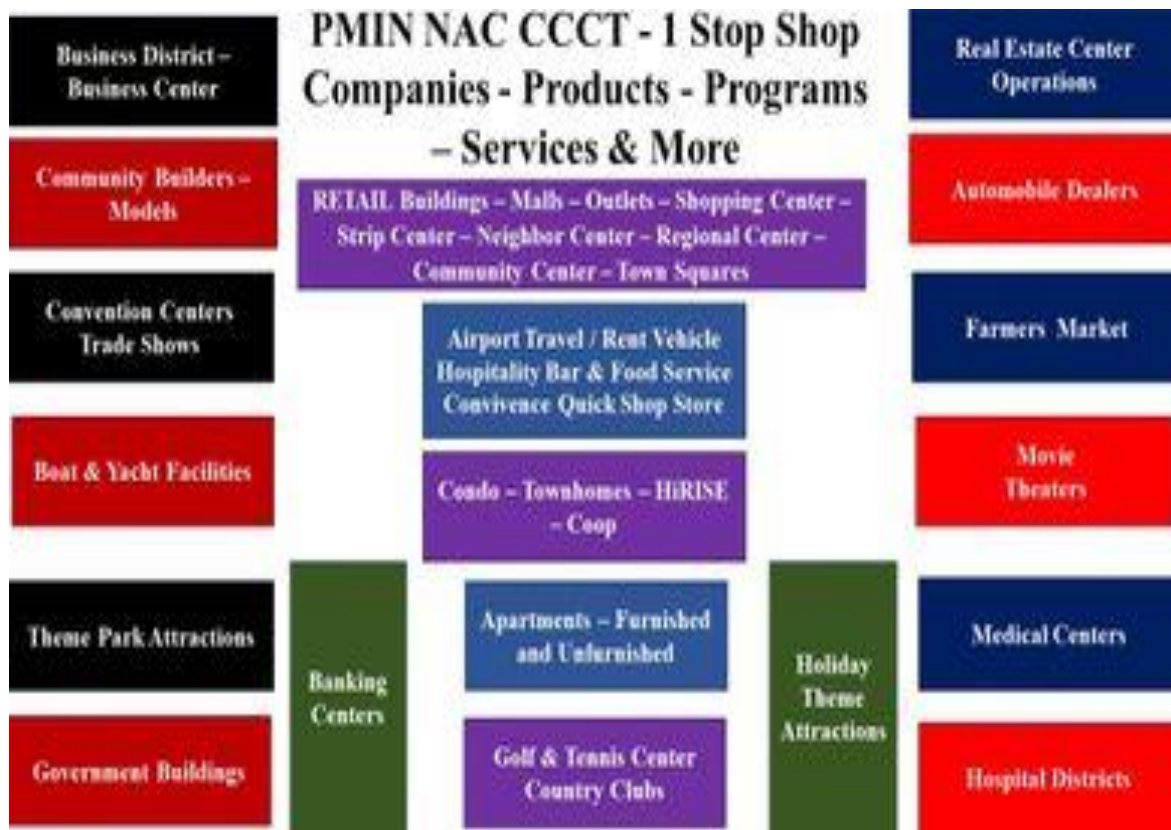 PMIN NAC CCCT - 1 Stop Shop
Companies - Products - Programs
– Services & More
Business District –
Business Center
Community Builders –
Models
Convention Centers
Trade Shows
Boat & Yacht Facilities
Theme Park Attractions
Government Buildings
RETAIL Buildings – Malls – Outlets – Shopping Center –
Strip Center – Neighbor Center – Regional Center –
Community Center – Town Squares
Airport Travel / Rent Vehicle
Hospitality Bar & Food Service
Convivence Quick Shop Store
Condo – Townhomes – HiRISE
– Coop
Banking
Centers
Apartments – Furnished
and Unfurnished
Golf & Tennis Center
Country Clubs
Holiday
Theme
Attractions
Real Estate Center
Operations
Automobile Dealers
Farmers Market
Movie
Theaters
Medical Centers
Hospital Districts